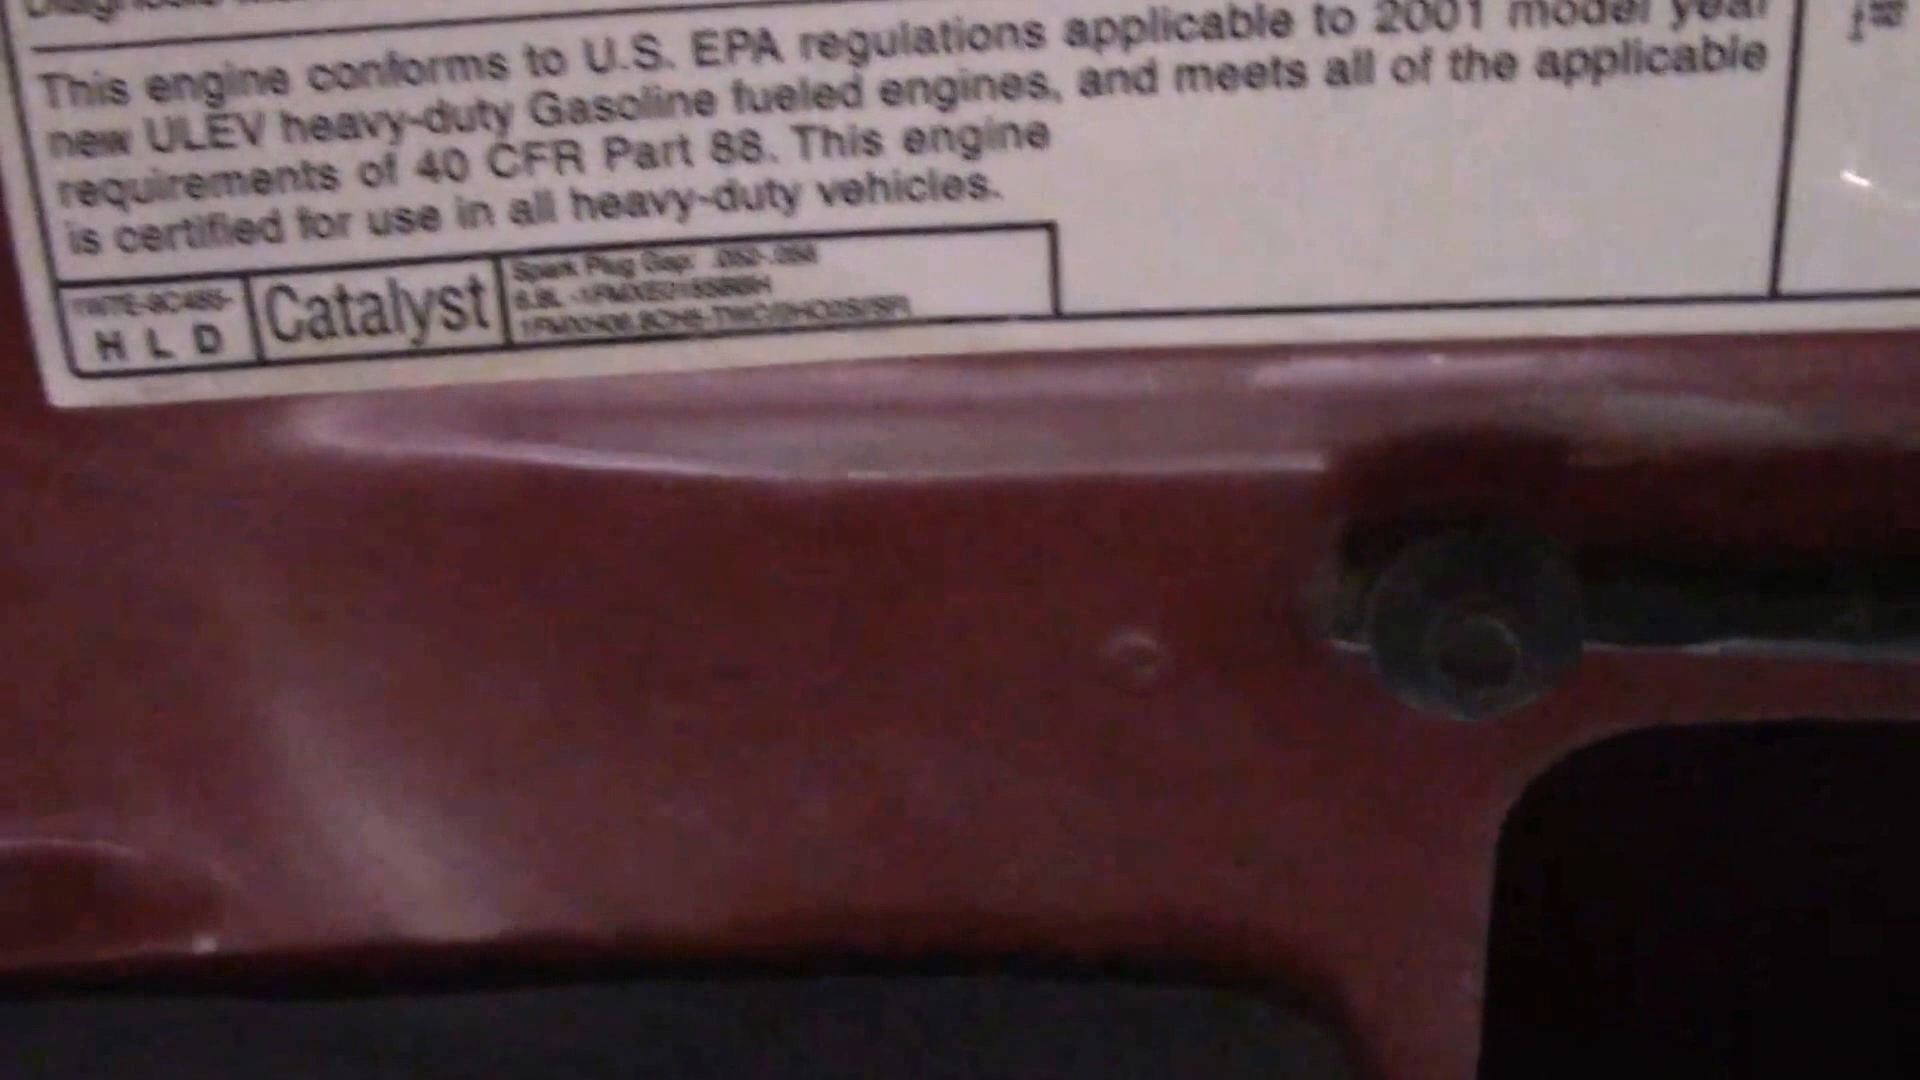 This engine conforms to U.S. EPA regulations applicable to 2001 model year
new ULEV heavy-duty Gasoline fueled engines, and meets all of the applicable
requirements of 40 CFR Part 88. This engine
is certified for use in all heavy-duty vehicles.
H L D
Catalyst
Spark Plug Gap: .052-.056